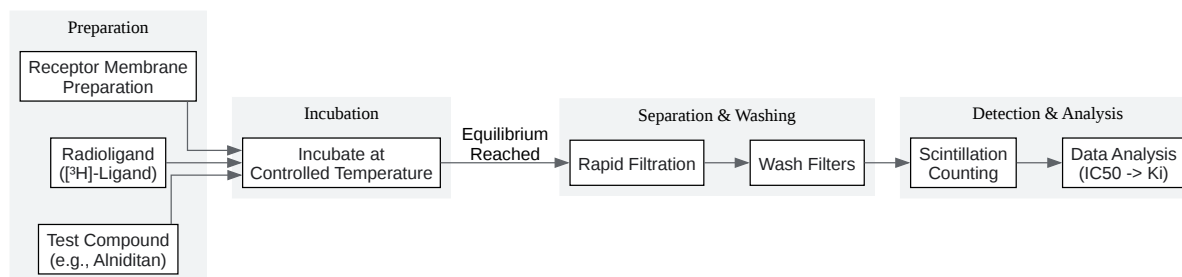 Preparation
Receptor Membrane
Preparation
Radioligand
([³H]-Ligand)
Test Compound
(e.g., Alniditan)
Incubation
Incubate at
Controlled Temperature
Equilibrium
Reached
Separation & Washing
Rapid Filtration
Wash Filters
Detection & Analysis
Scintillation
Counting
Data Analysis
(IC50 -> Ki)